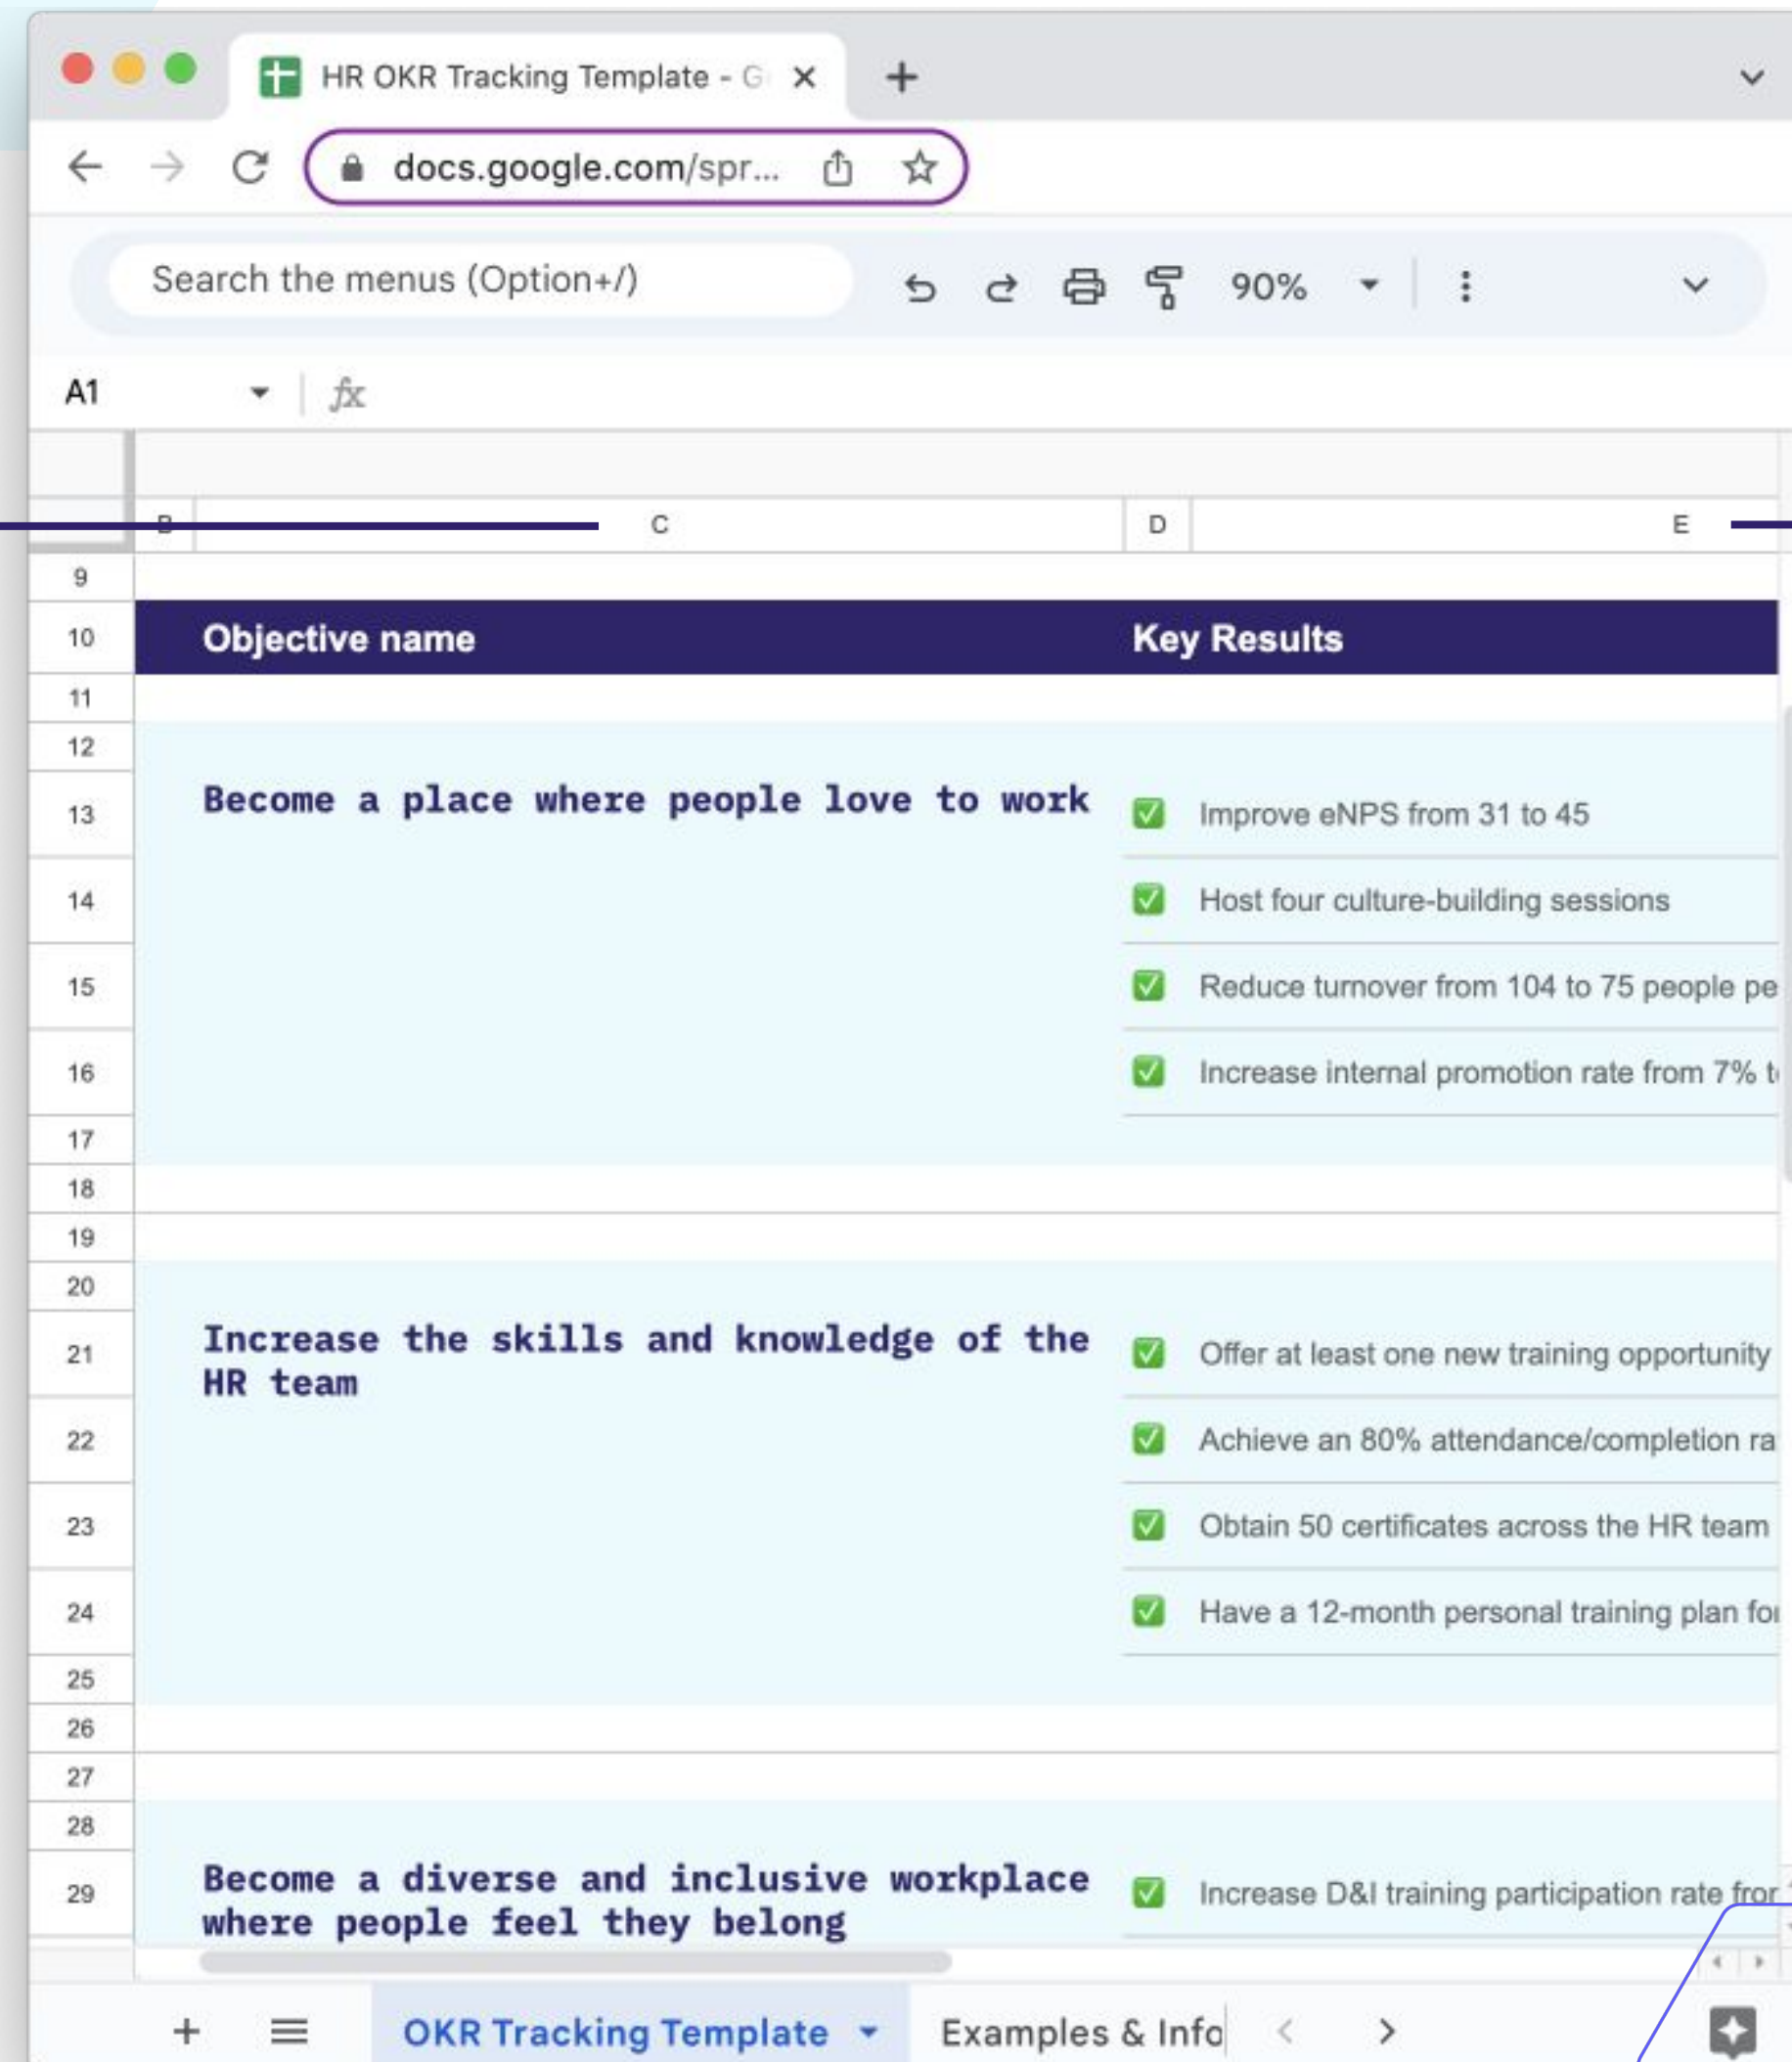 HR OKR Tracking Template - G
docs.google.com/spr...
Search the menus (Option+/)
90%
A1
fx
B C D E
9
10 Objective name Key Results
11
12
13 Become a place where people love to work ✅ Improve eNPS from 31 to 45
14 ✅ Host four culture-building sessions
15 ✅ Reduce turnover from 104 to 75 people pe
16 ✅ Increase internal promotion rate from 7% t
17
18
19
20
21 Increase the skills and knowledge of the
HR team
✅ Offer at least one new training opportunity
22 ✅ Achieve an 80% attendance/completion ra
23 ✅ Obtain 50 certificates across the HR team
24 ✅ Have a 12-month personal training plan for
25
26
27
28
29 Become a diverse and inclusive workplace
where people feel they belong
✅ Increase D&I training participation rate from
OKR Tracking Template
Examples & Info